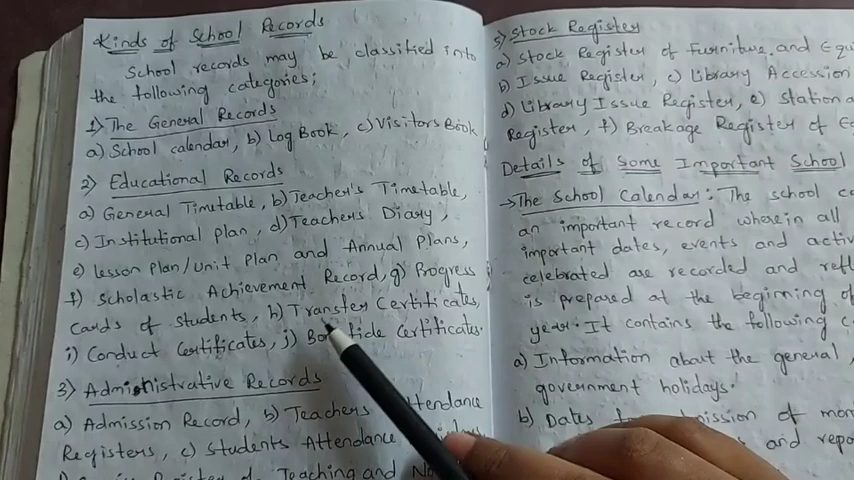 Kinds of School Records
School records may be classified into
the following categories;
1) The General Records
a) School calendar, b) Log Book, c) Visitors Book
2) Educational Records
a) General Timetable, b) Teacher's Timetable,
c) Institutional plan, d) Teachers Diary,
e) Lesson Plan/Unit Plan and Annual Plans,
f) Scholastic Achievement Record, g) Progress
cards of students, h) Transfer Certificates,
i) Conduct Certificates, j) Certificates.
3) Administrative Records
a) Admission Record, b) Teachers Attendance
Registers, c) Students Attendance
Register of Teaching and
5) Stock Register
a) Stock Register of Furniture and
b) Issue Register, c) Library Accession
d) Library Issue Register, e)
Register, f) Breakage Register of
Details of Some Important School
→ The School Calendar: The school
an important record wherein all
important dates, events and
celebrated are recorded and
is prepared at the beginning of
year. It contains the following
a) Information about the general,
government holidays.
b) Dates of
and